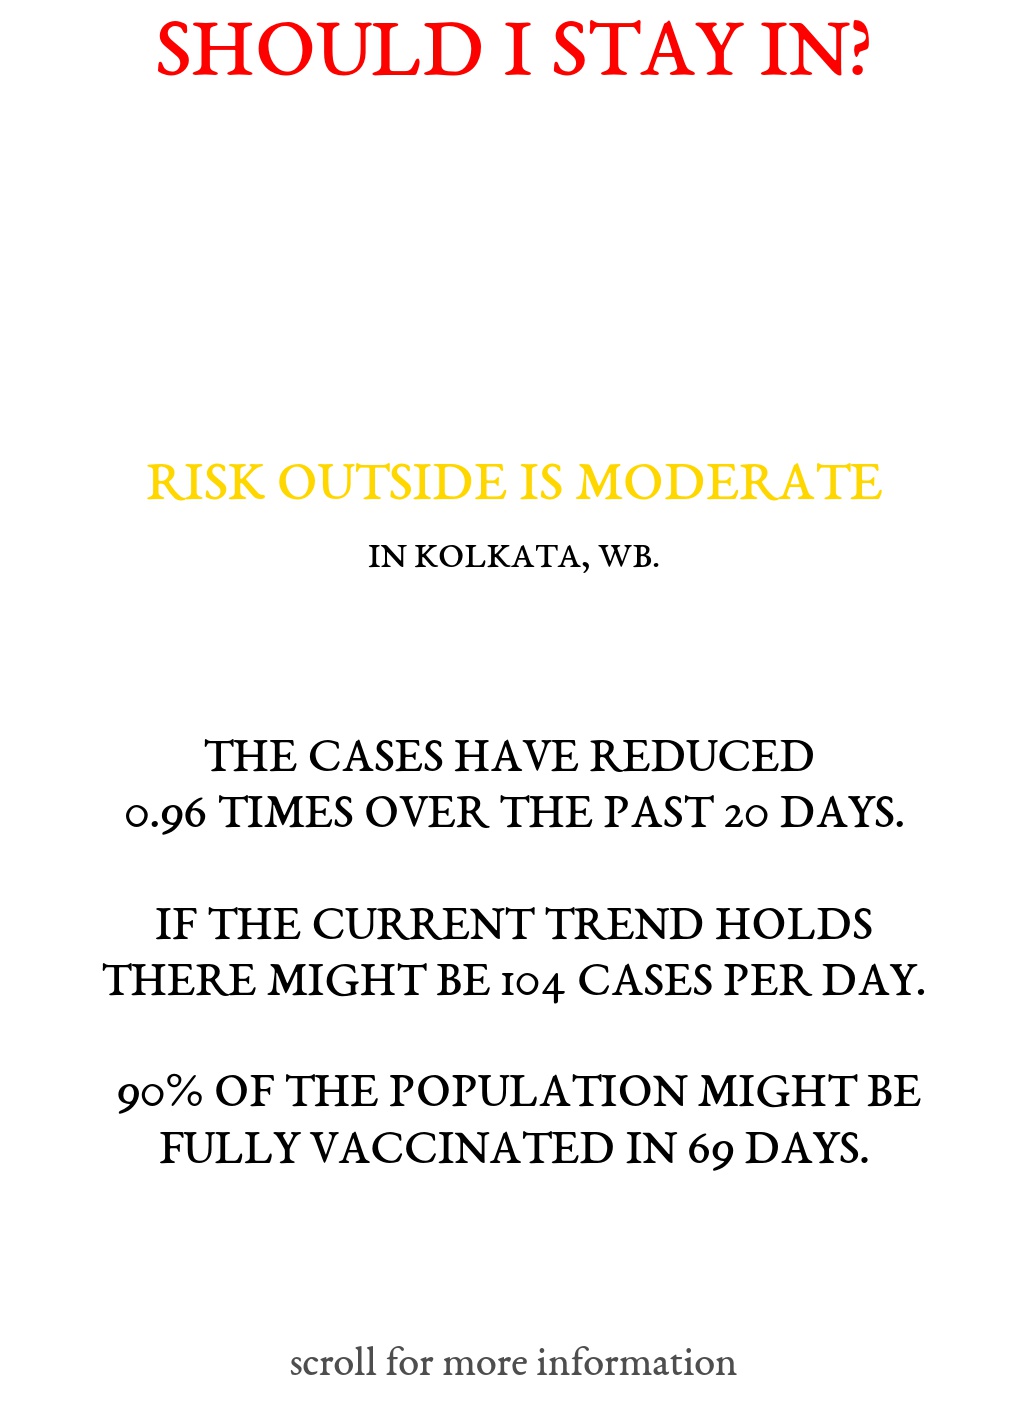 SHOULD I STAY IN?
RISK OUTSIDE IS MODERATE
IN KOLKATA, WB.
THE CASES HAVE REDUCED
0.96 TIMES OVER THE PAST 20 DAYS.
IF THE CURRENT TREND HOLDS
THERE MIGHT BE 104 CASES PER DAY.
90% OF THE POPULATION MIGHT BE
FULLY VACCINATED IN 69 DAYS.
scroll for more information